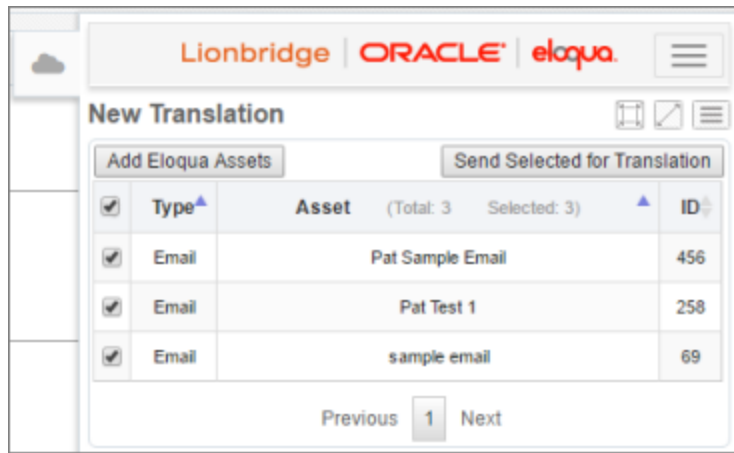 Lionbridge | ORACLE | eloqua.
New Translation
Add Eloqua Assets Send Selected for Translation
Type Asset (Total: 3 Selected: 3) ID
Email Pat Sample Email 456
Email Pat Test 1 258
Email sample email 69
Previous 1 Next